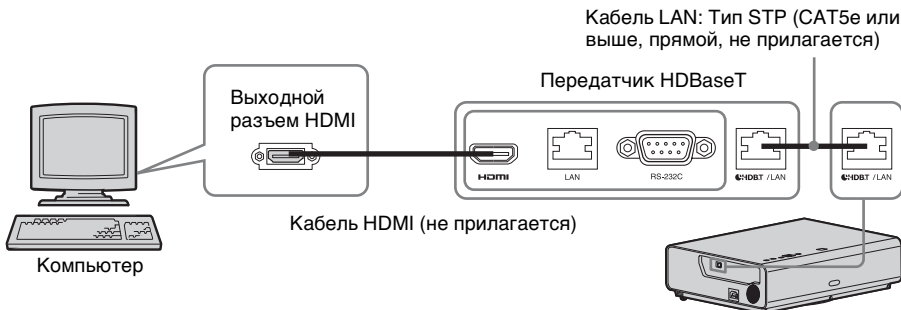 Кабель LAN: Тип STP (CAT5e или
выше, прямой, не прилагается)
Передатчик HDBaseT
Выходной
разъем HDMI
HDMI
LAN
RS-232C
HDBT /LAN
HDBT /LAN
Кабель HDMI (не прилагается)
Компьютер